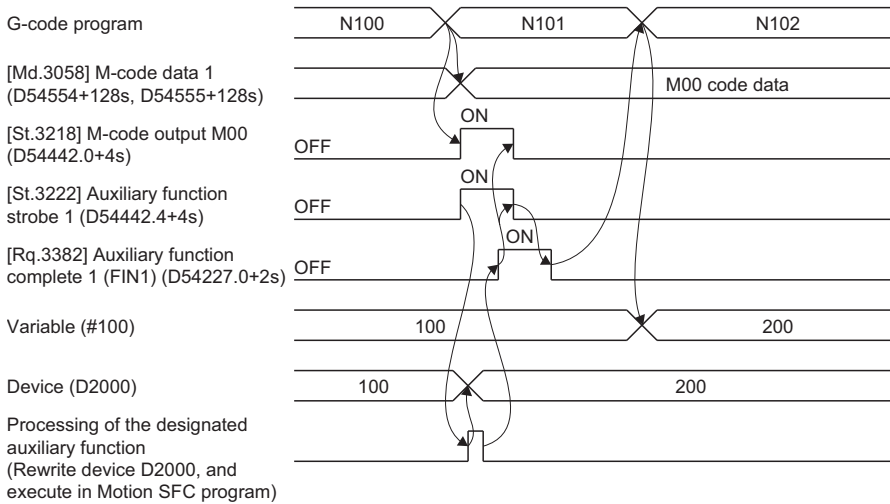 G-code program
N100
N101
N102
[Md.3058] M-code data 1
(D54554+128s, D54555+128s)
M00 code data
[St.3218] M-code output M00
(D54442.0+4s)
OFF
ON
[St.3222] Auxiliary function
strobe 1 (D54442.4+4s)
OFF
ON
[Rq.3382] Auxiliary function
complete 1 (FIN1) (D54227.0+2s)
OFF
ON
Variable (#100)
100
200
Device (D2000)
100
200
Processing of the designated
auxiliary function
(Rewrite device D2000, and
execute in Motion SFC program)